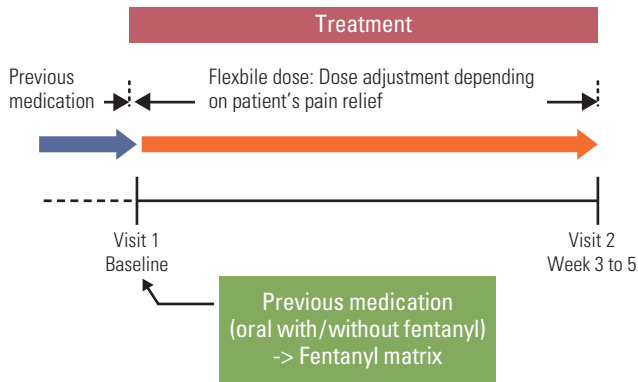 Treatment
Previous
medication
Flexbile dose: Dose adjustment depending
on patient's pain relief
Visit 1
Baseline
Visit 2
Week 3 to 5
Previous medication
(oral with/without fentanyl)
-> Fentanyl matrix